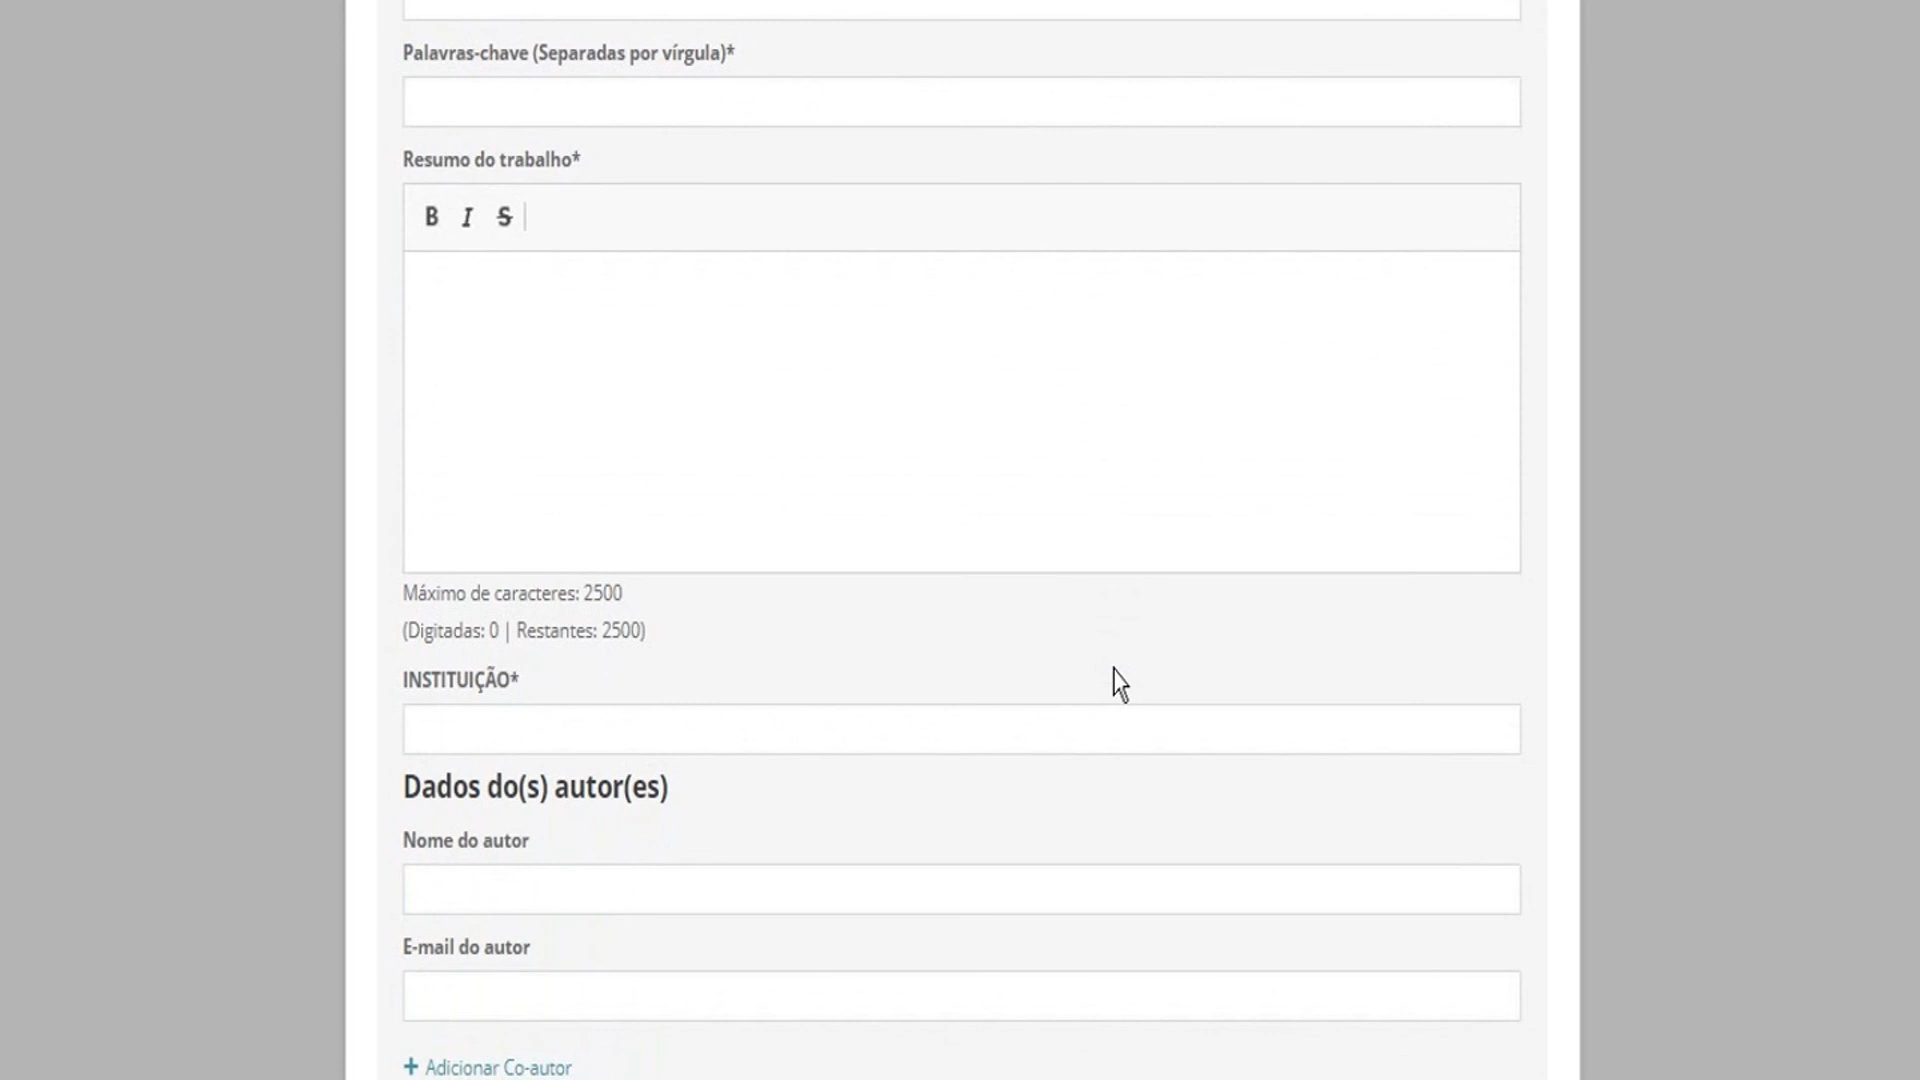 Palavras-chave (Separadas por vírgula)*
Resumo do trabalho*
B I S
Máximo de caracteres: 2500
(Digitadas: 0 | Restantes: 2500)
INSTITUIÇÃO*
Dados do(s) autor(es)
Nome do autor
E-mail do autor
+ Adicionar Co-autor